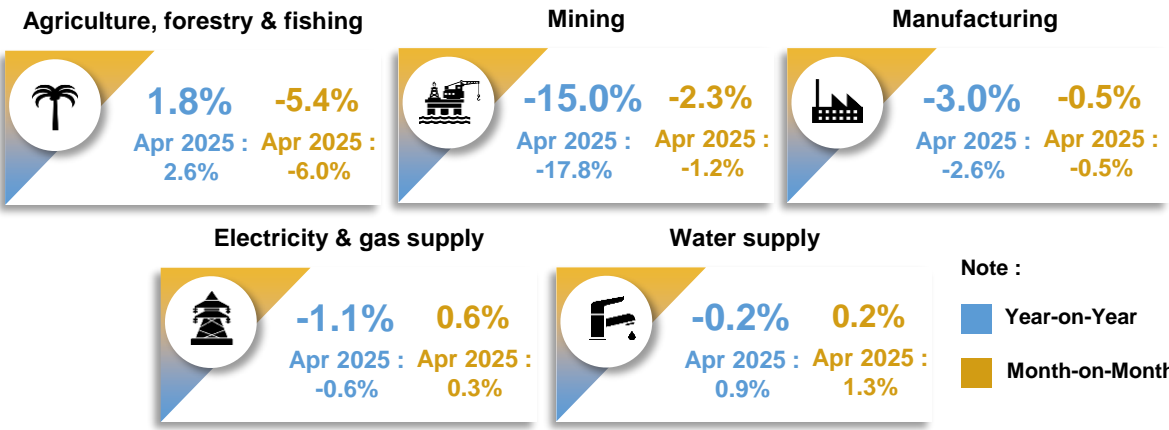 Agriculture, forestry & fishing
1.8% -5.4%
Apr 2025 : Apr 2025 :
2.6% -6.0%
Mining
-15.0% -2.3%
Apr 2025 : Apr 2025 :
-17.8% -1.2%
Manufacturing
-3.0% -0.5%
Apr 2025 : Apr 2025 :
-2.6% -0.5%
Electricity & gas supply
-1.1% 0.6%
Apr 2025 : Apr 2025 :
-0.6% 0.3%
Water supply
-0.2% 0.2%
Apr 2025 : Apr 2025 :
0.9% 1.3%
Note :
Year-on-Year
Month-on-Month